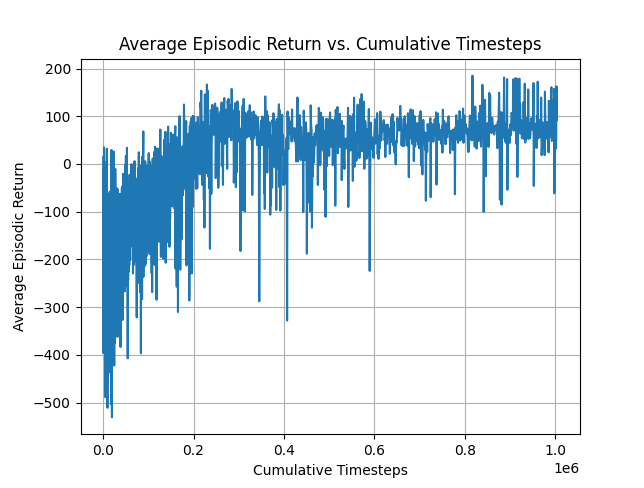 Average Episodic Return vs. Cumulative Timesteps
200
100
0
−100
−200
−300
−400
−500
Average Episodic Return
0.0 0.2 0.4 0.6 0.8 1.0
1e6
Cumulative Timesteps